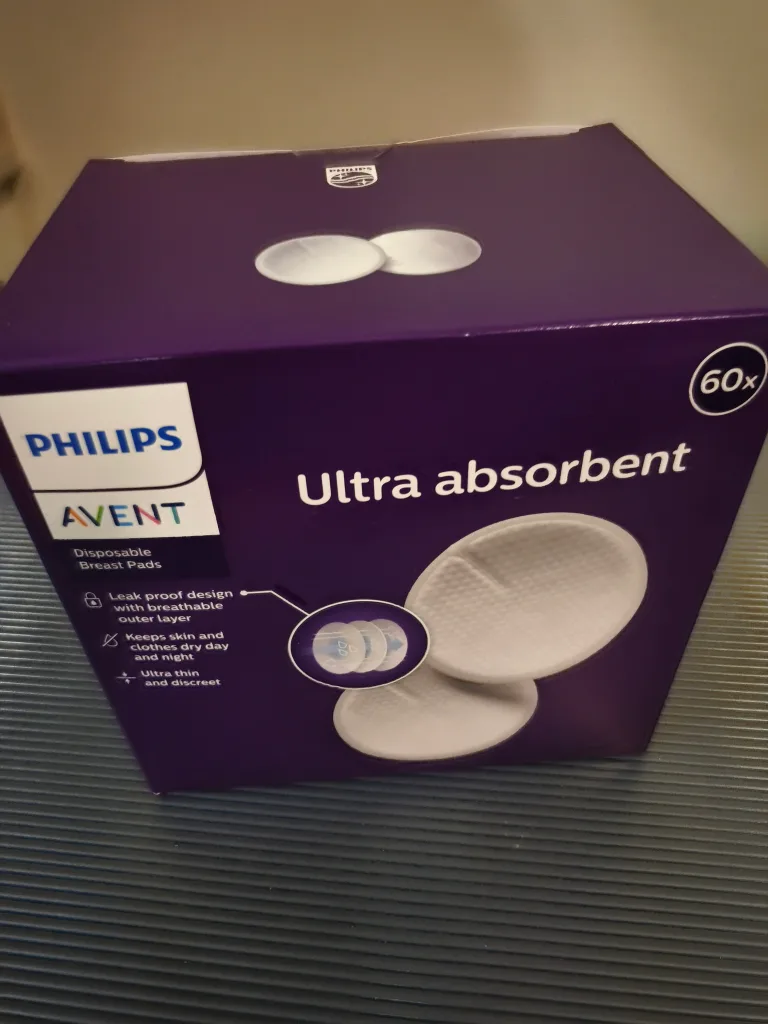 PHILIPS
60x
PHILIPS
AVENT
Ultra absorbent
Disposable
Breast Pads
Leak proof design
with breathable
outer layer
Keeps skin and
clothes dry day
and night
Ultra thin
and discreet